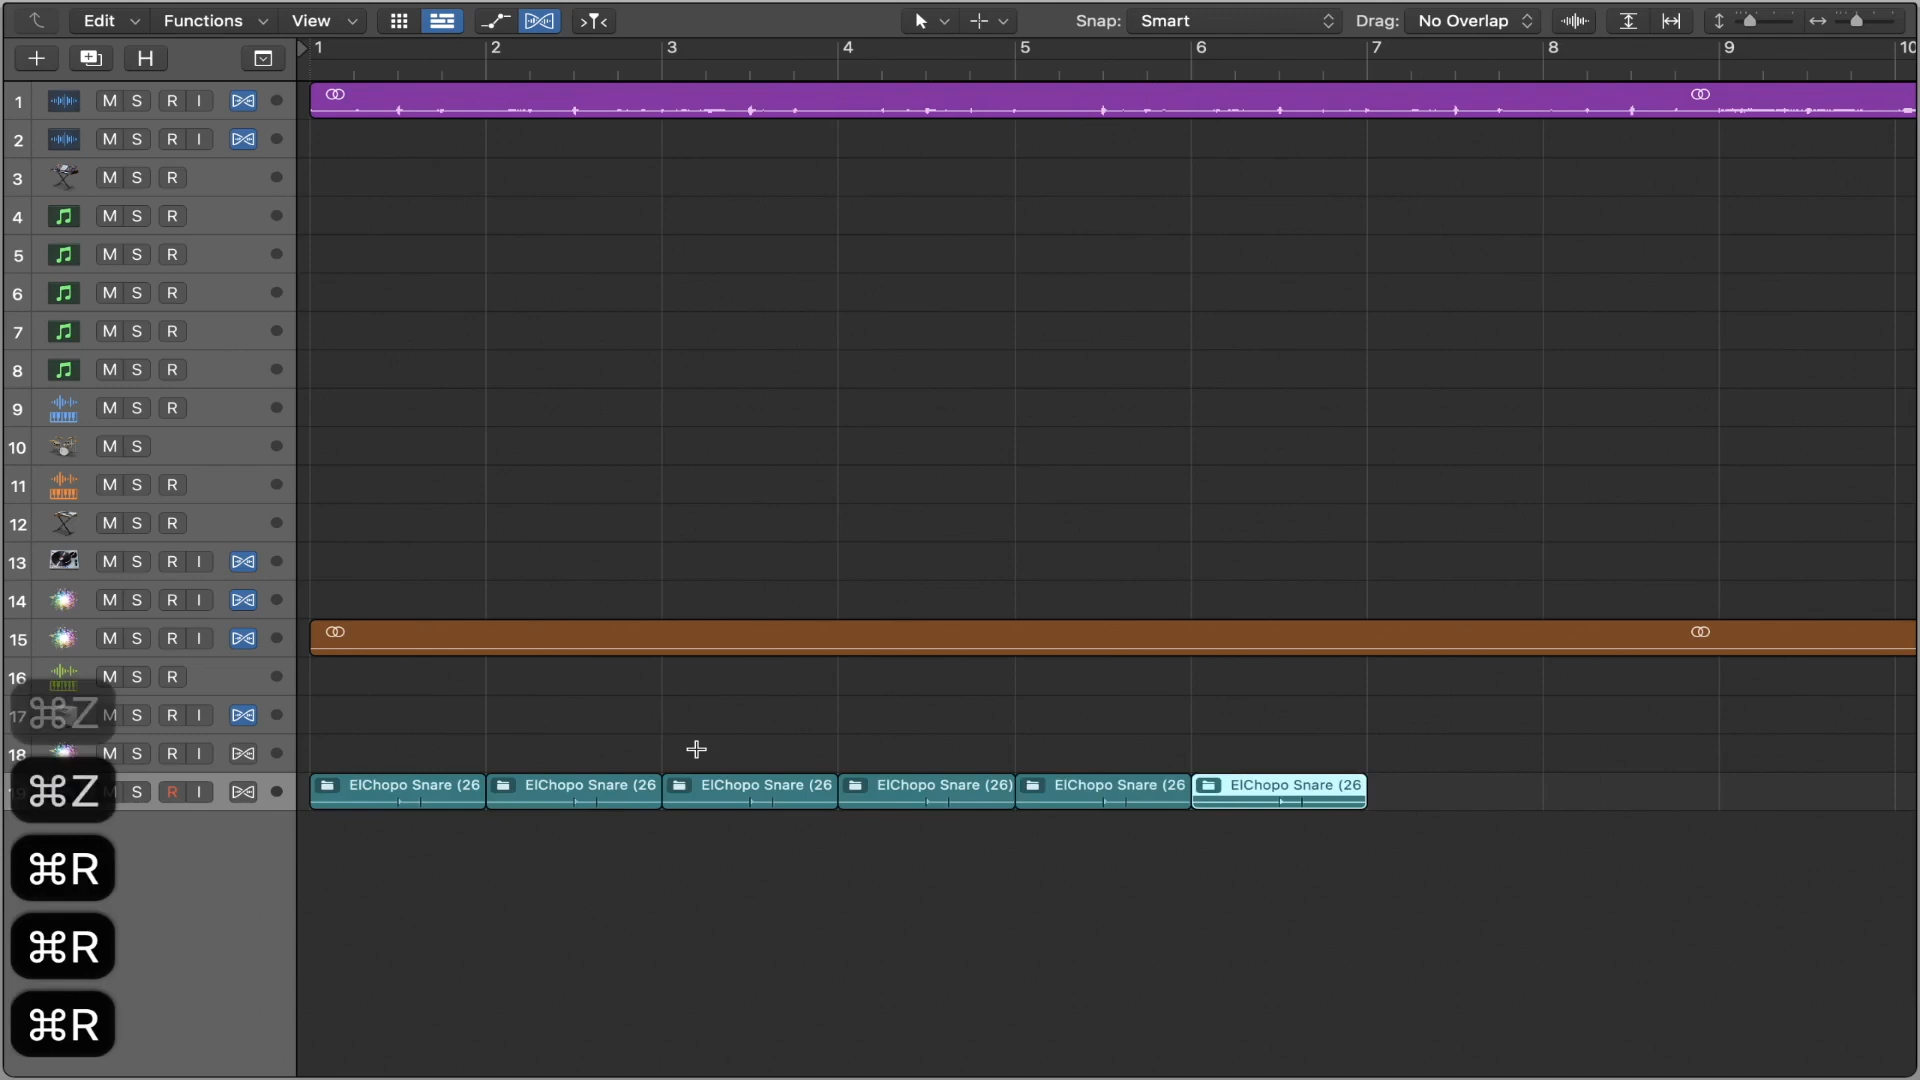 Edit Functions View Snap: Smart Drag: No Overlap
H 1 2 3 4 5 6 7 8 9 10
1 M S R I
2 M S R I
3 M S R
4 M S R
5 M S R
6 M S R
7 M S R
8 M S R
9 M S R
10 M S
11 M S R
12 M S R
13 M S R I
14 M S R I
15 M S R I
16 M S R
17 M S R I
⌘Z
18 M S R I
S R I ElChopo Snare (26 ElChopo Snare (26 ElChopo Snare (26 ElChopo Snare (26) ElChopo Snare (26 ElChopo Snare (26
⌘Z
⌘R
⌘R
⌘R